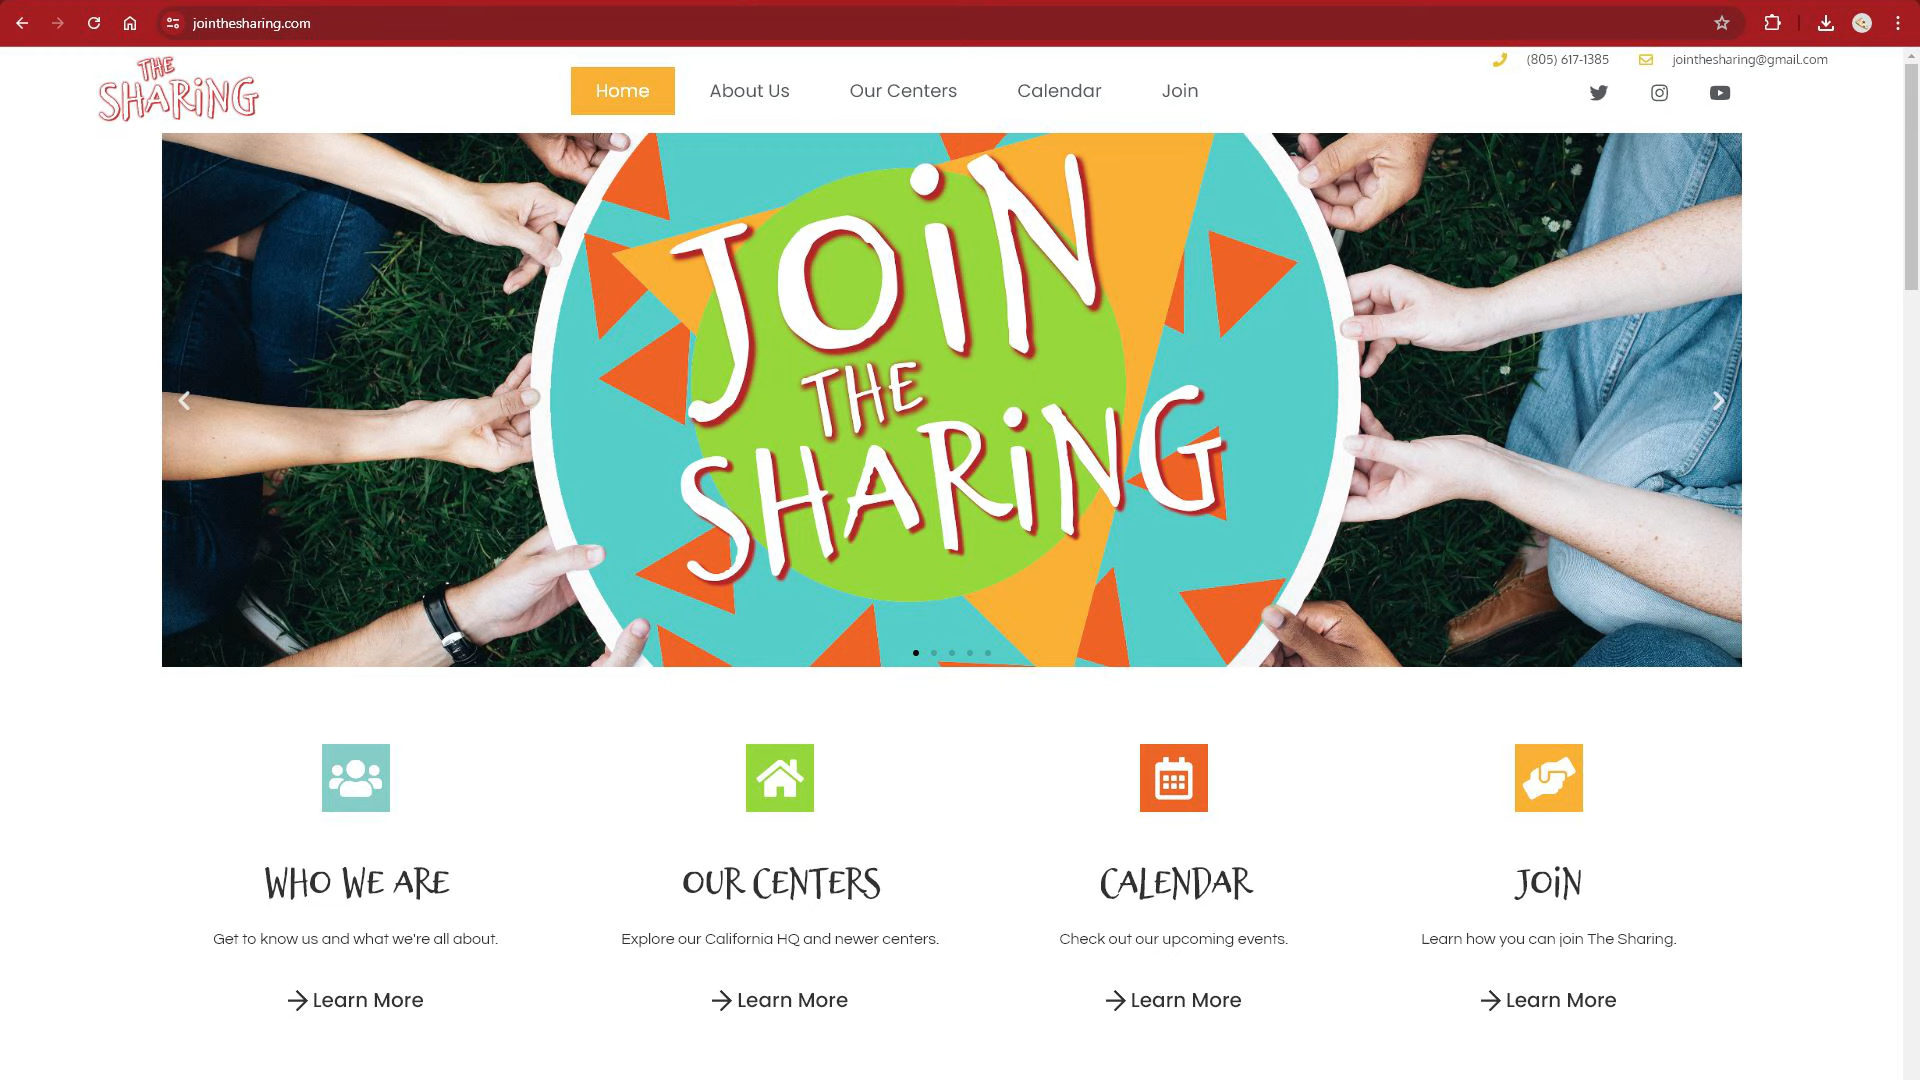 jointhesharing.com
(805) 617-1385 jointhesharing@gmail.com
THE
SHARiNG
Home About Us Our Centers Calendar Join
JOiN
THE
SHARiNG
WHO WE ARE OUR CENTERS CALENDAR JOiN
Get to know us and what we're all about. Explore our California HQ and newer centers. Check out our upcoming events. Learn how you can join The Sharing.
Learn More Learn More Learn More Learn More